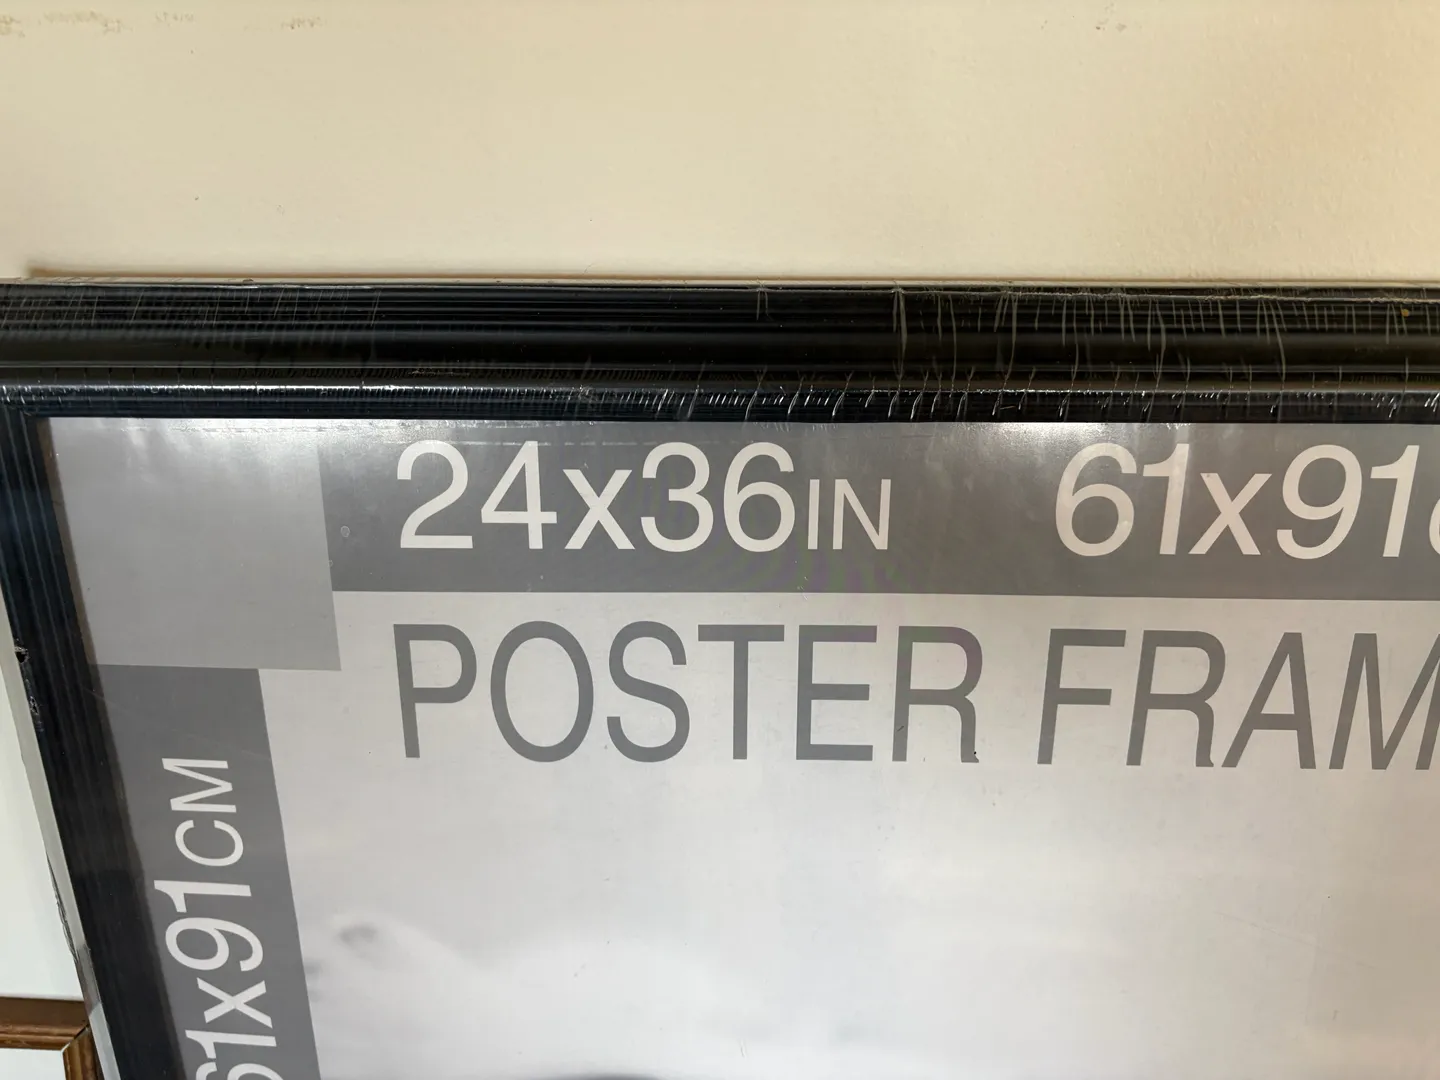 24x36IN 61x91
POSTER FRAM
61x91CM